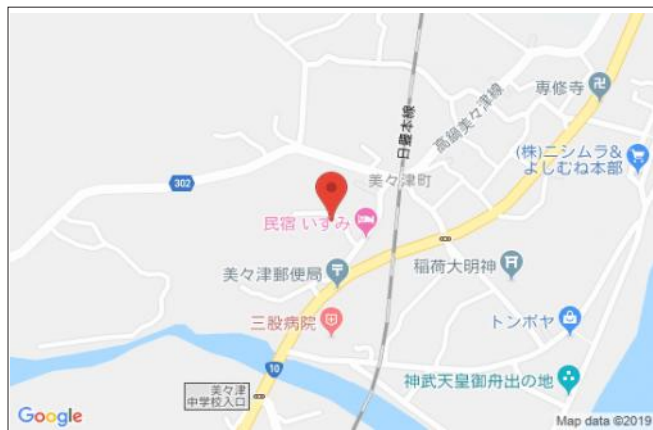 専修寺
高鍋美々津線
日豊本線
(株)ニシムラ&
よしむね本部
302
美々津町
民宿 いずみ
美々津郵便局
稲荷大明神
三股病院
トンボヤ
10
神武天皇御舟出の地
美々津
中学校入口
Google
Map data ©2019